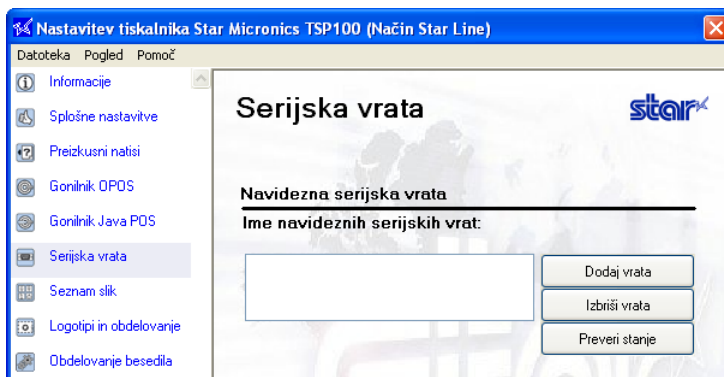 Nastavitev tiskalnika Star Micronics TSP100 (Način Star Line)
Datoteka Pogled Pomoč
Informacije
Splošne nastavitve
Preizkusni natisi
Gonilnik OPOS
Gonilnik Java POS
Serijska vrata
Seznam slik
Logotipi in obdelovanje
Obdelovanje besedila
Serijska vrata
star
Navidezna serijska vrata
Ime navideznih serijskih vrat:
Dodaj vrata
Izbriši vrata
Preveri stanje